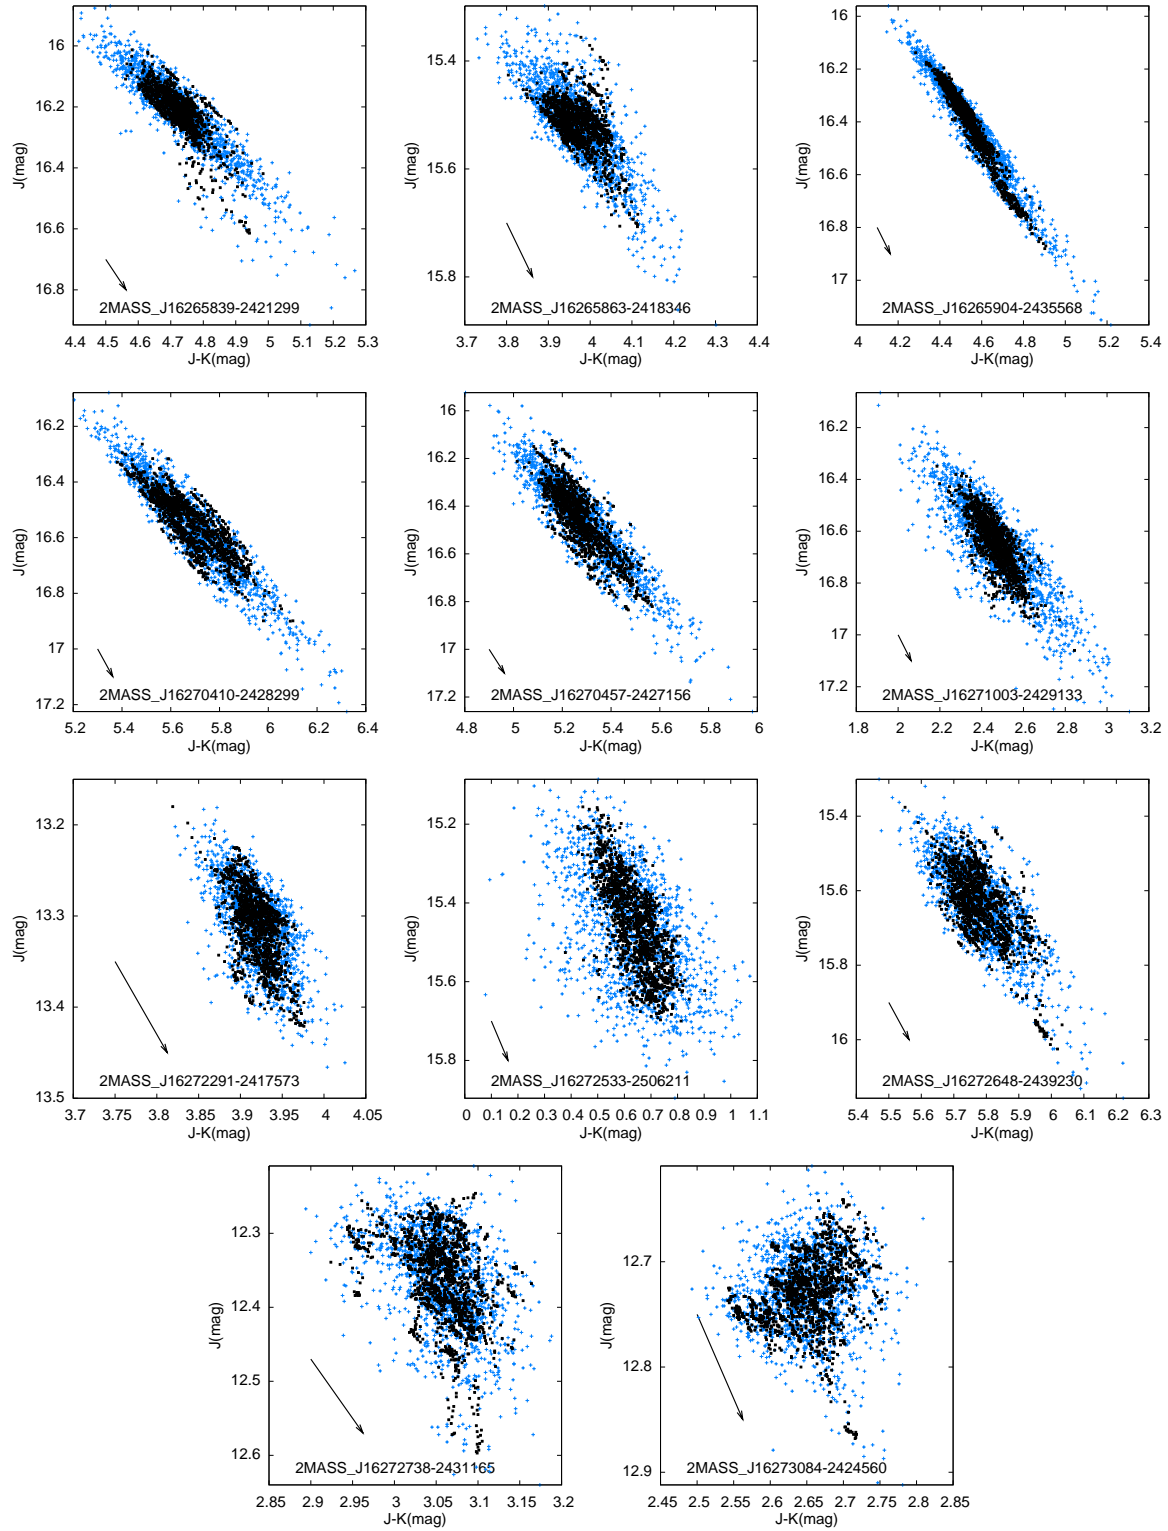 16
16.2
16.4
16.6
16.8
J(mag)
2MASS_J16265839-2421299
4.4 4.5 4.6 4.7 4.8 4.9 5 5.1 5.2 5.3
J-K(mag)
15.4
15.6
15.8
J(mag)
2MASS_J16265863-2418346
3.7 3.8 3.9 4 4.1 4.2 4.3 4.4
J-K(mag)
16
16.2
16.4
16.6
16.8
17
J(mag)
2MASS_J16265904-2435568
4 4.2 4.4 4.6 4.8 5 5.2 5.4
J-K(mag)
16.2
16.4
16.6
16.8
17
17.2
J(mag)
2MASS_J16270410-2428299
5.2 5.4 5.6 5.8 6 6.2 6.4
J-K(mag)
16
16.2
16.4
16.6
16.8
17
17.2
J(mag)
2MASS_J16270457-2427156
4.8 5 5.2 5.4 5.6 5.8 6
J-K(mag)
16.2
16.4
16.6
16.8
17
17.2
J(mag)
2MASS_J16271003-2429133
1.8 2 2.2 2.4 2.6 2.8 3 3.2
J-K(mag)
13.2
13.3
13.4
13.5
J(mag)
2MASS_J16272291-2417573
3.7 3.75 3.8 3.85 3.9 3.95 4 4.05
J-K(mag)
15.2
15.4
15.6
15.8
J(mag)
2MASS_J16272533-2506211
0 0.1 0.2 0.3 0.4 0.5 0.6 0.7 0.8 0.9 1 1.1
J-K(mag)
15.4
15.6
15.8
16
J(mag)
2MASS_J16272648-2439230
5.4 5.5 5.6 5.7 5.8 5.9 6 6.1 6.2 6.3
J-K(mag)
12.3
12.4
12.5
12.6
J(mag)
2MASS_J16272738-2431165
2.85 2.9 2.95 3 3.05 3.1 3.15 3.2
J-K(mag)
12.7
12.8
12.9
J(mag)
2MASS_J16273084-2424560
2.45 2.5 2.55 2.6 2.65 2.7 2.75 2.8 2.85
J-K(mag)